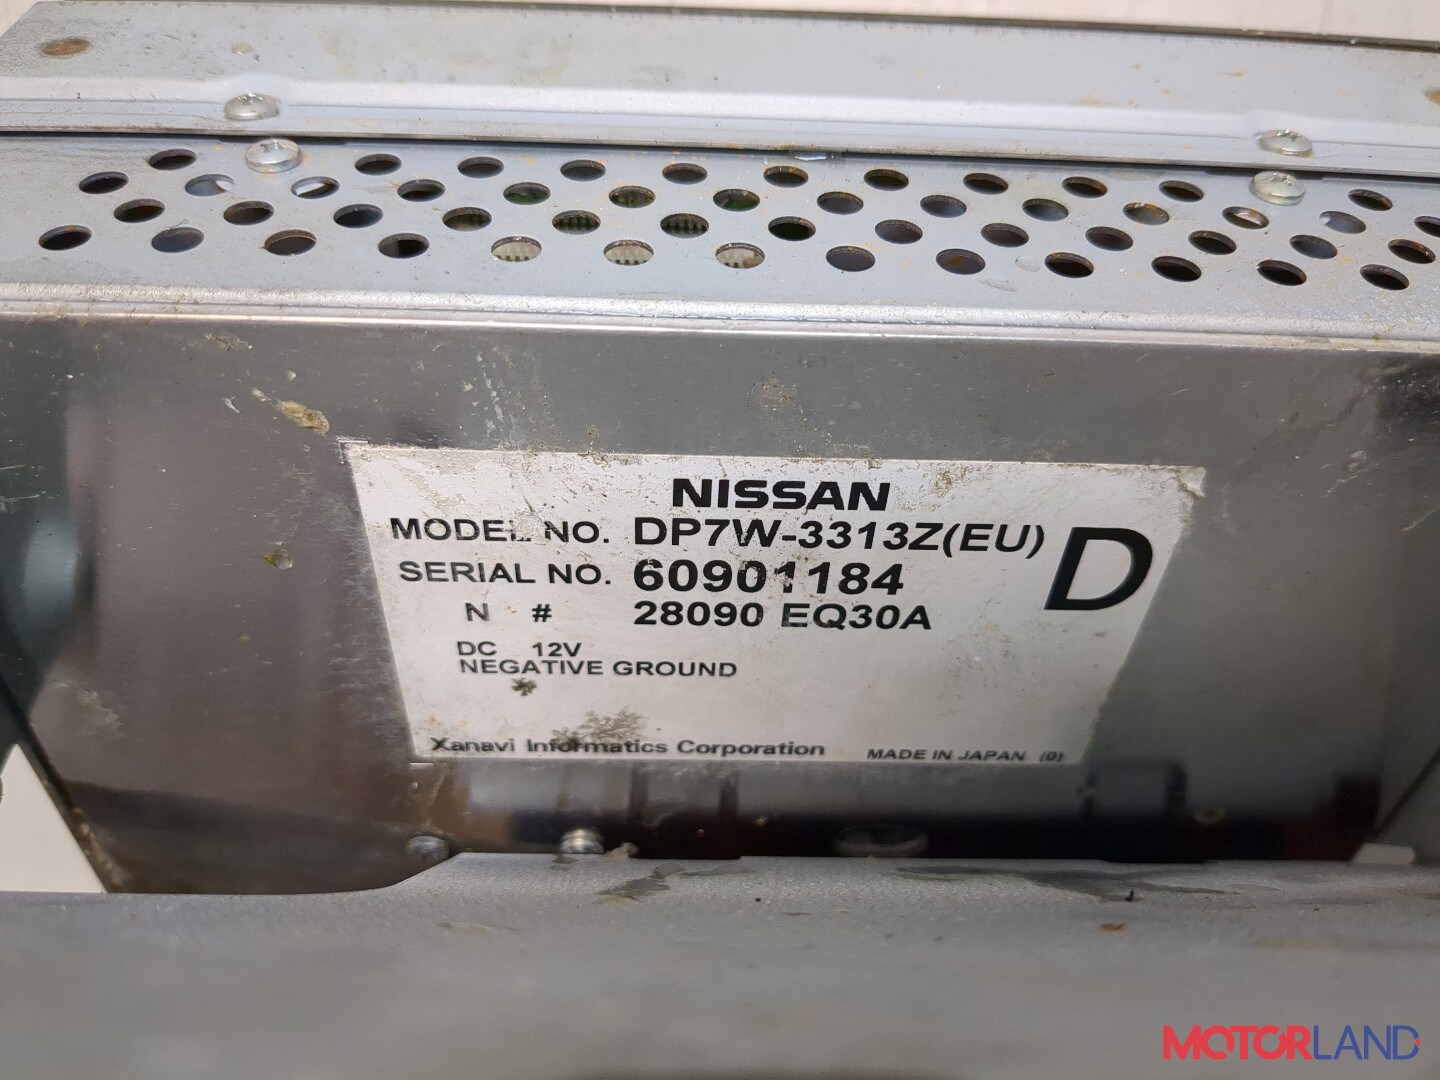 NISSAN
MODEL NO. DP7W-3313Z(EU)
D
SERIAL NO. 60901184
N # 28090 EQ30A
DC 12V
NEGATIVE GROUND
Xanavi Informatics Corporation MADE IN JAPAN (0)
MOTORLAND